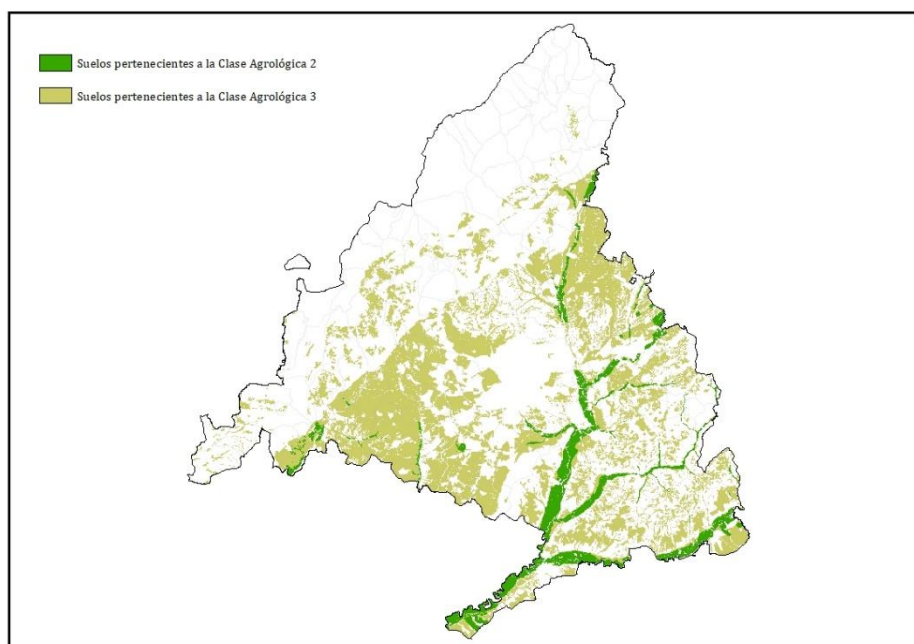 Suelos pertenecientes a la Clase Agrológica 2
Suelos pertenecientes a la Clase Agrológica 3